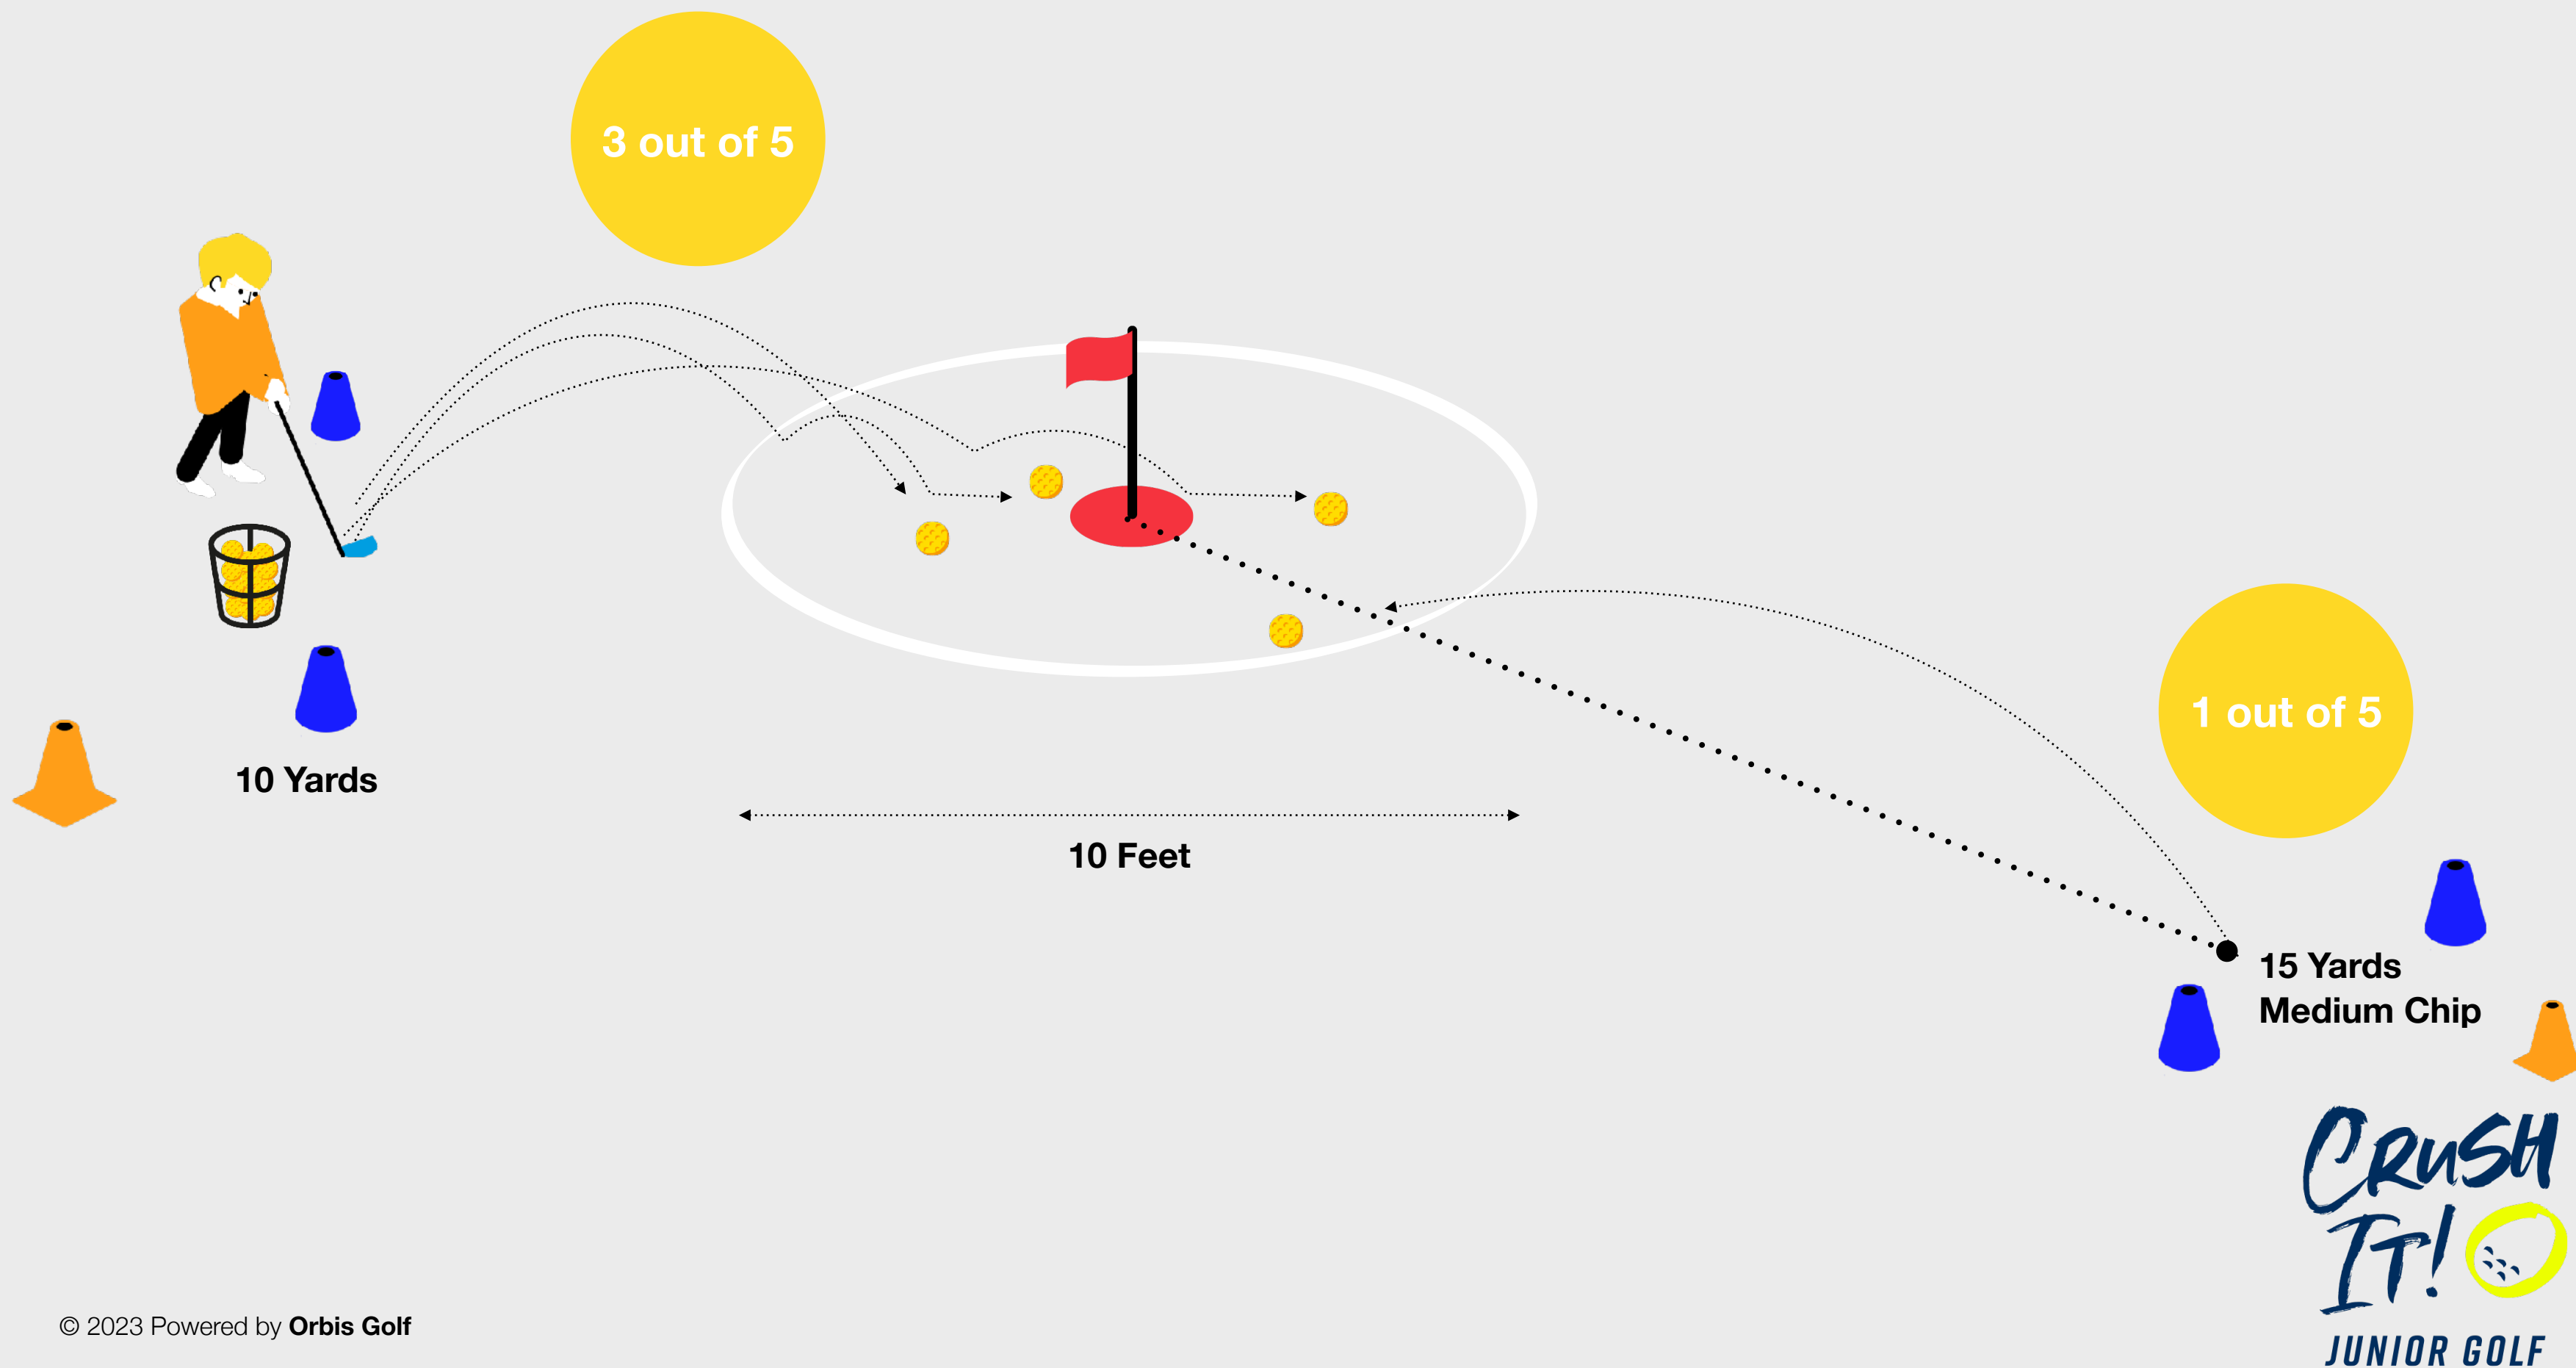 3 out of 5
10 Yards
10 Feet
1 out of 5
15 Yards
Medium Chip
CRUSH
IT!
JUNIOR GOLF
© 2023 Powered by Orbis Golf